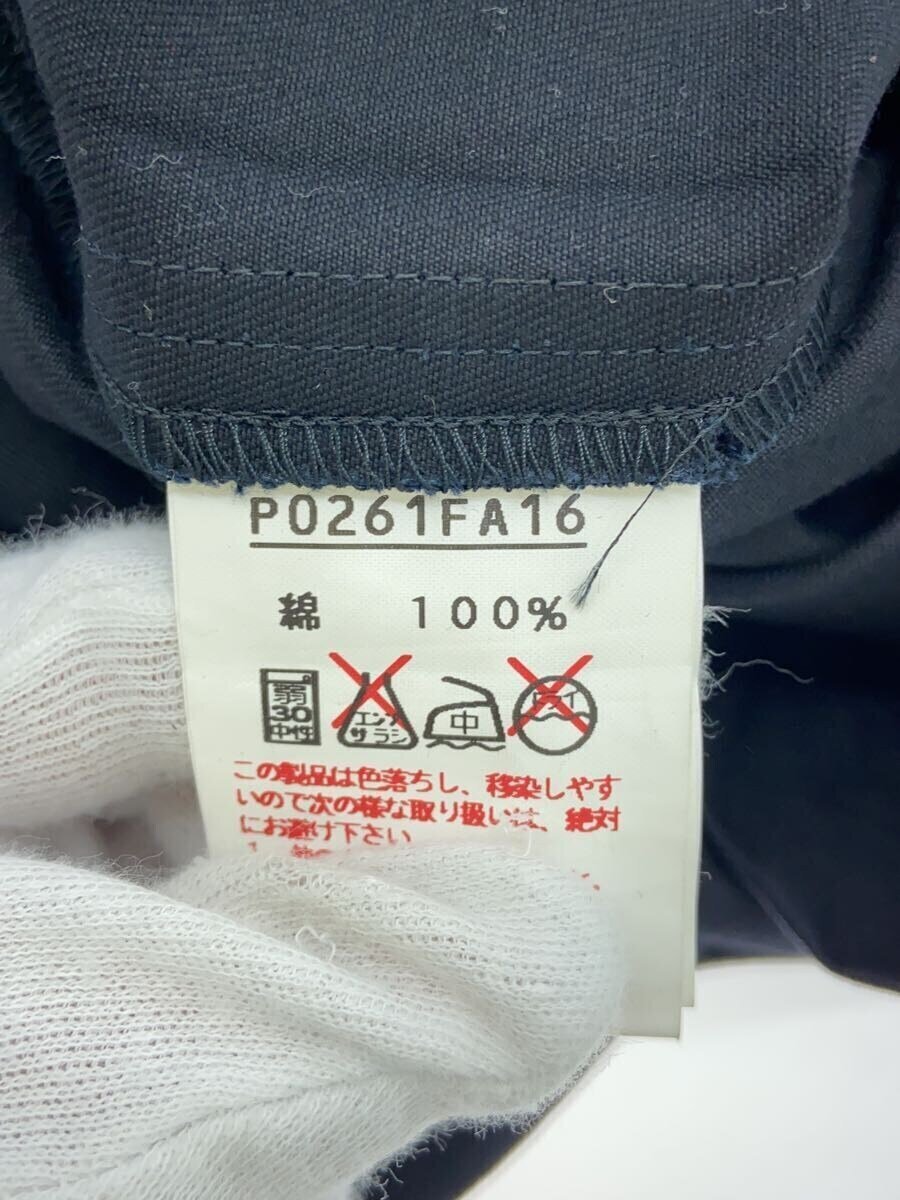 P0261FA16
綿 100%
弱
30
中性
エンソ
サラシ
中
ドライ
この製品は色落ちし、移染しやす
いので次の様な取り扱いは、絶対
にお避け下さい